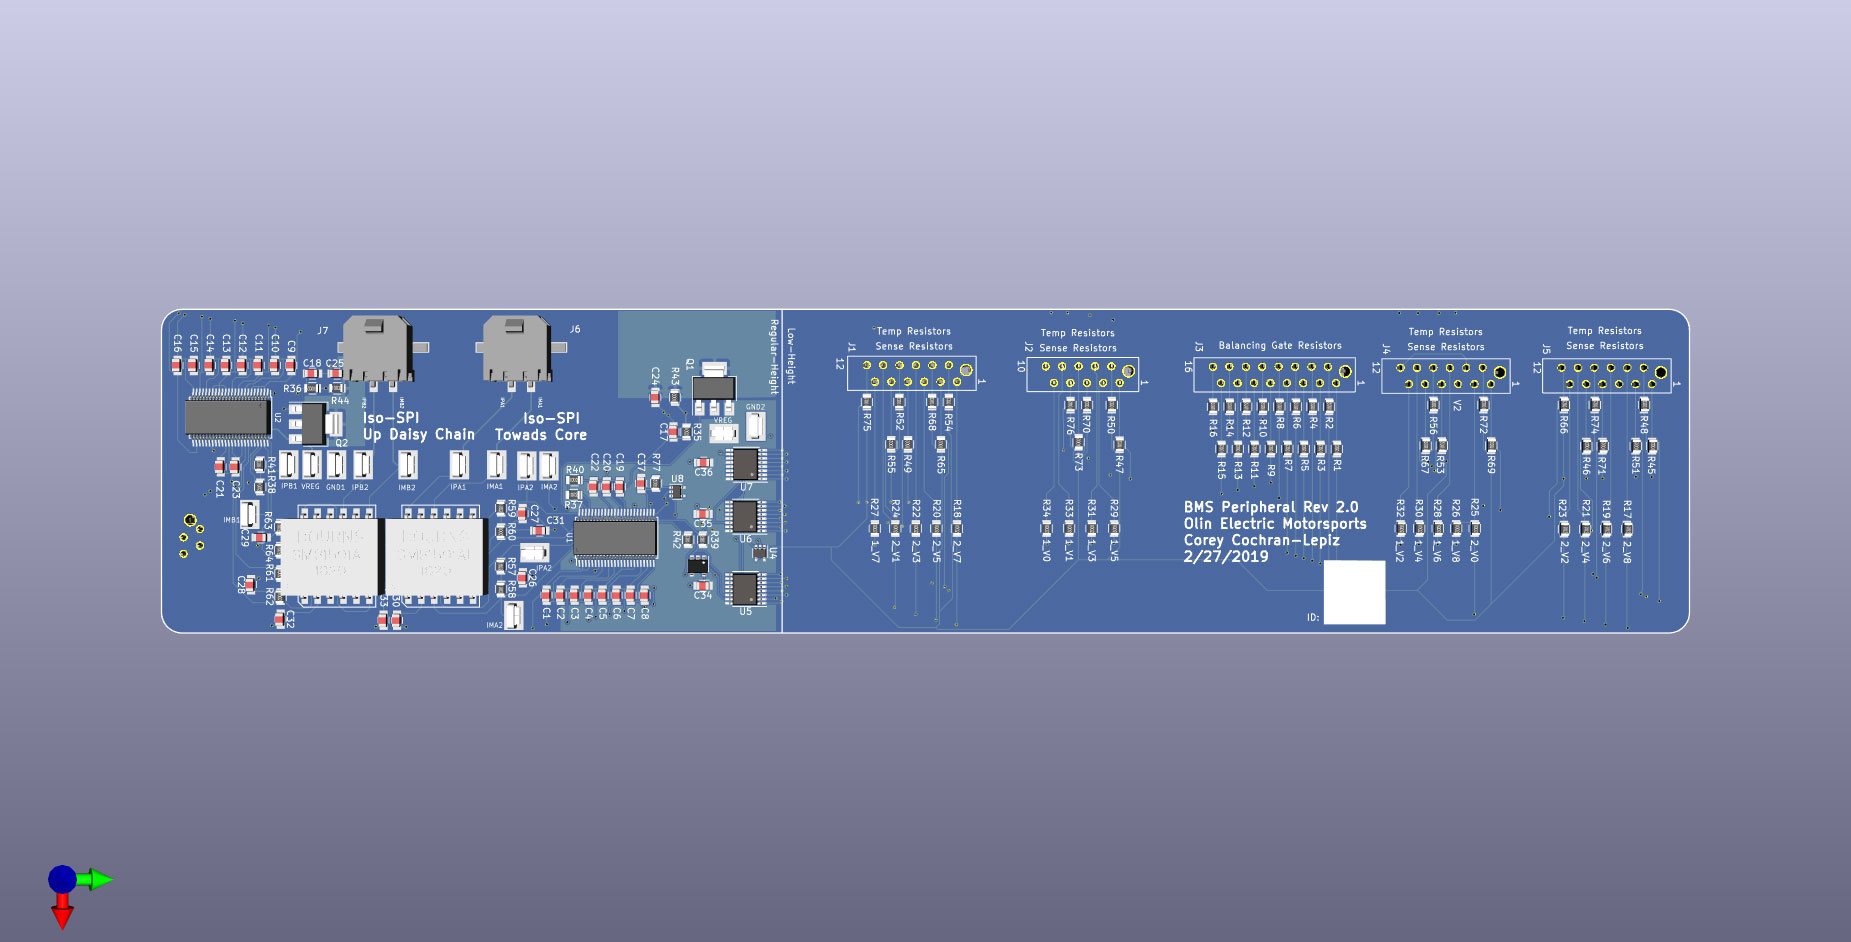 J7
J6
C16
C15
C14
C13
C12
C11
C10
C9
C18
C25
R36
R44
U2
Q2
Iso-SPI
Up Daisy Chain
Iso-SPI
Towads Core
IPB2
IMB2
IPA1
IMA1
C21
C23
R41
R38
IPB1
VREG
GND1
IPB2
IMB2
IPA1
IMA1
IPA2
IMA2
R40
R37
C22
C20
C19
C37
R77
U8
C24
R43
Q1
C17
R35
VREG
GND2
C36
U7
C35
U6
R42
R39
U4
C34
U5
Regular-Height
Low-Height
R63
C29
R64
R61
R62
C28
C32
BOURNS
1020
R59
R60
C27
C31
R57
R58
C26
IPA2
IMA2
U1
C1
C2
C3
C4
C5
C6
C7
C8
Temp Resistors
Sense Resistors
J1
12
1
R75
R52
R68
R54
R55
R49
R65
R27
R24
R20
R18
1_V7
2_V1
2_V3
2_V5
2_V7
Temp Resistors
Sense Resistors
J2
10
1
R76
R70
R50
R73
R47
R34
R33
R31
R29
1_V0
1_V1
1_V3
1_V5
Balancing Gate Resistors
J3
16
1
R16
R14
R12
R10
R8
R6
R4
R2
R15
R13
R11
R9
R7
R5
R3
R1
BMS Peripheral Rev 2.0
Olin Electric Motorsports
Corey Cochran-Lepiz
2/27/2019
ID:
Temp Resistors
Sense Resistors
J4
12
1
R56
V2
R72
R67
R53
R69
R32
R30
R28
R26
R25
1_V2
1_V4
1_V6
1_V8
2_V0
Temp Resistors
Sense Resistors
J5
12
1
R66
R74
R48
R46
R71
R51
R45
R23
R21
R19
R17
2_V2
2_V4
2_V6
2_V8